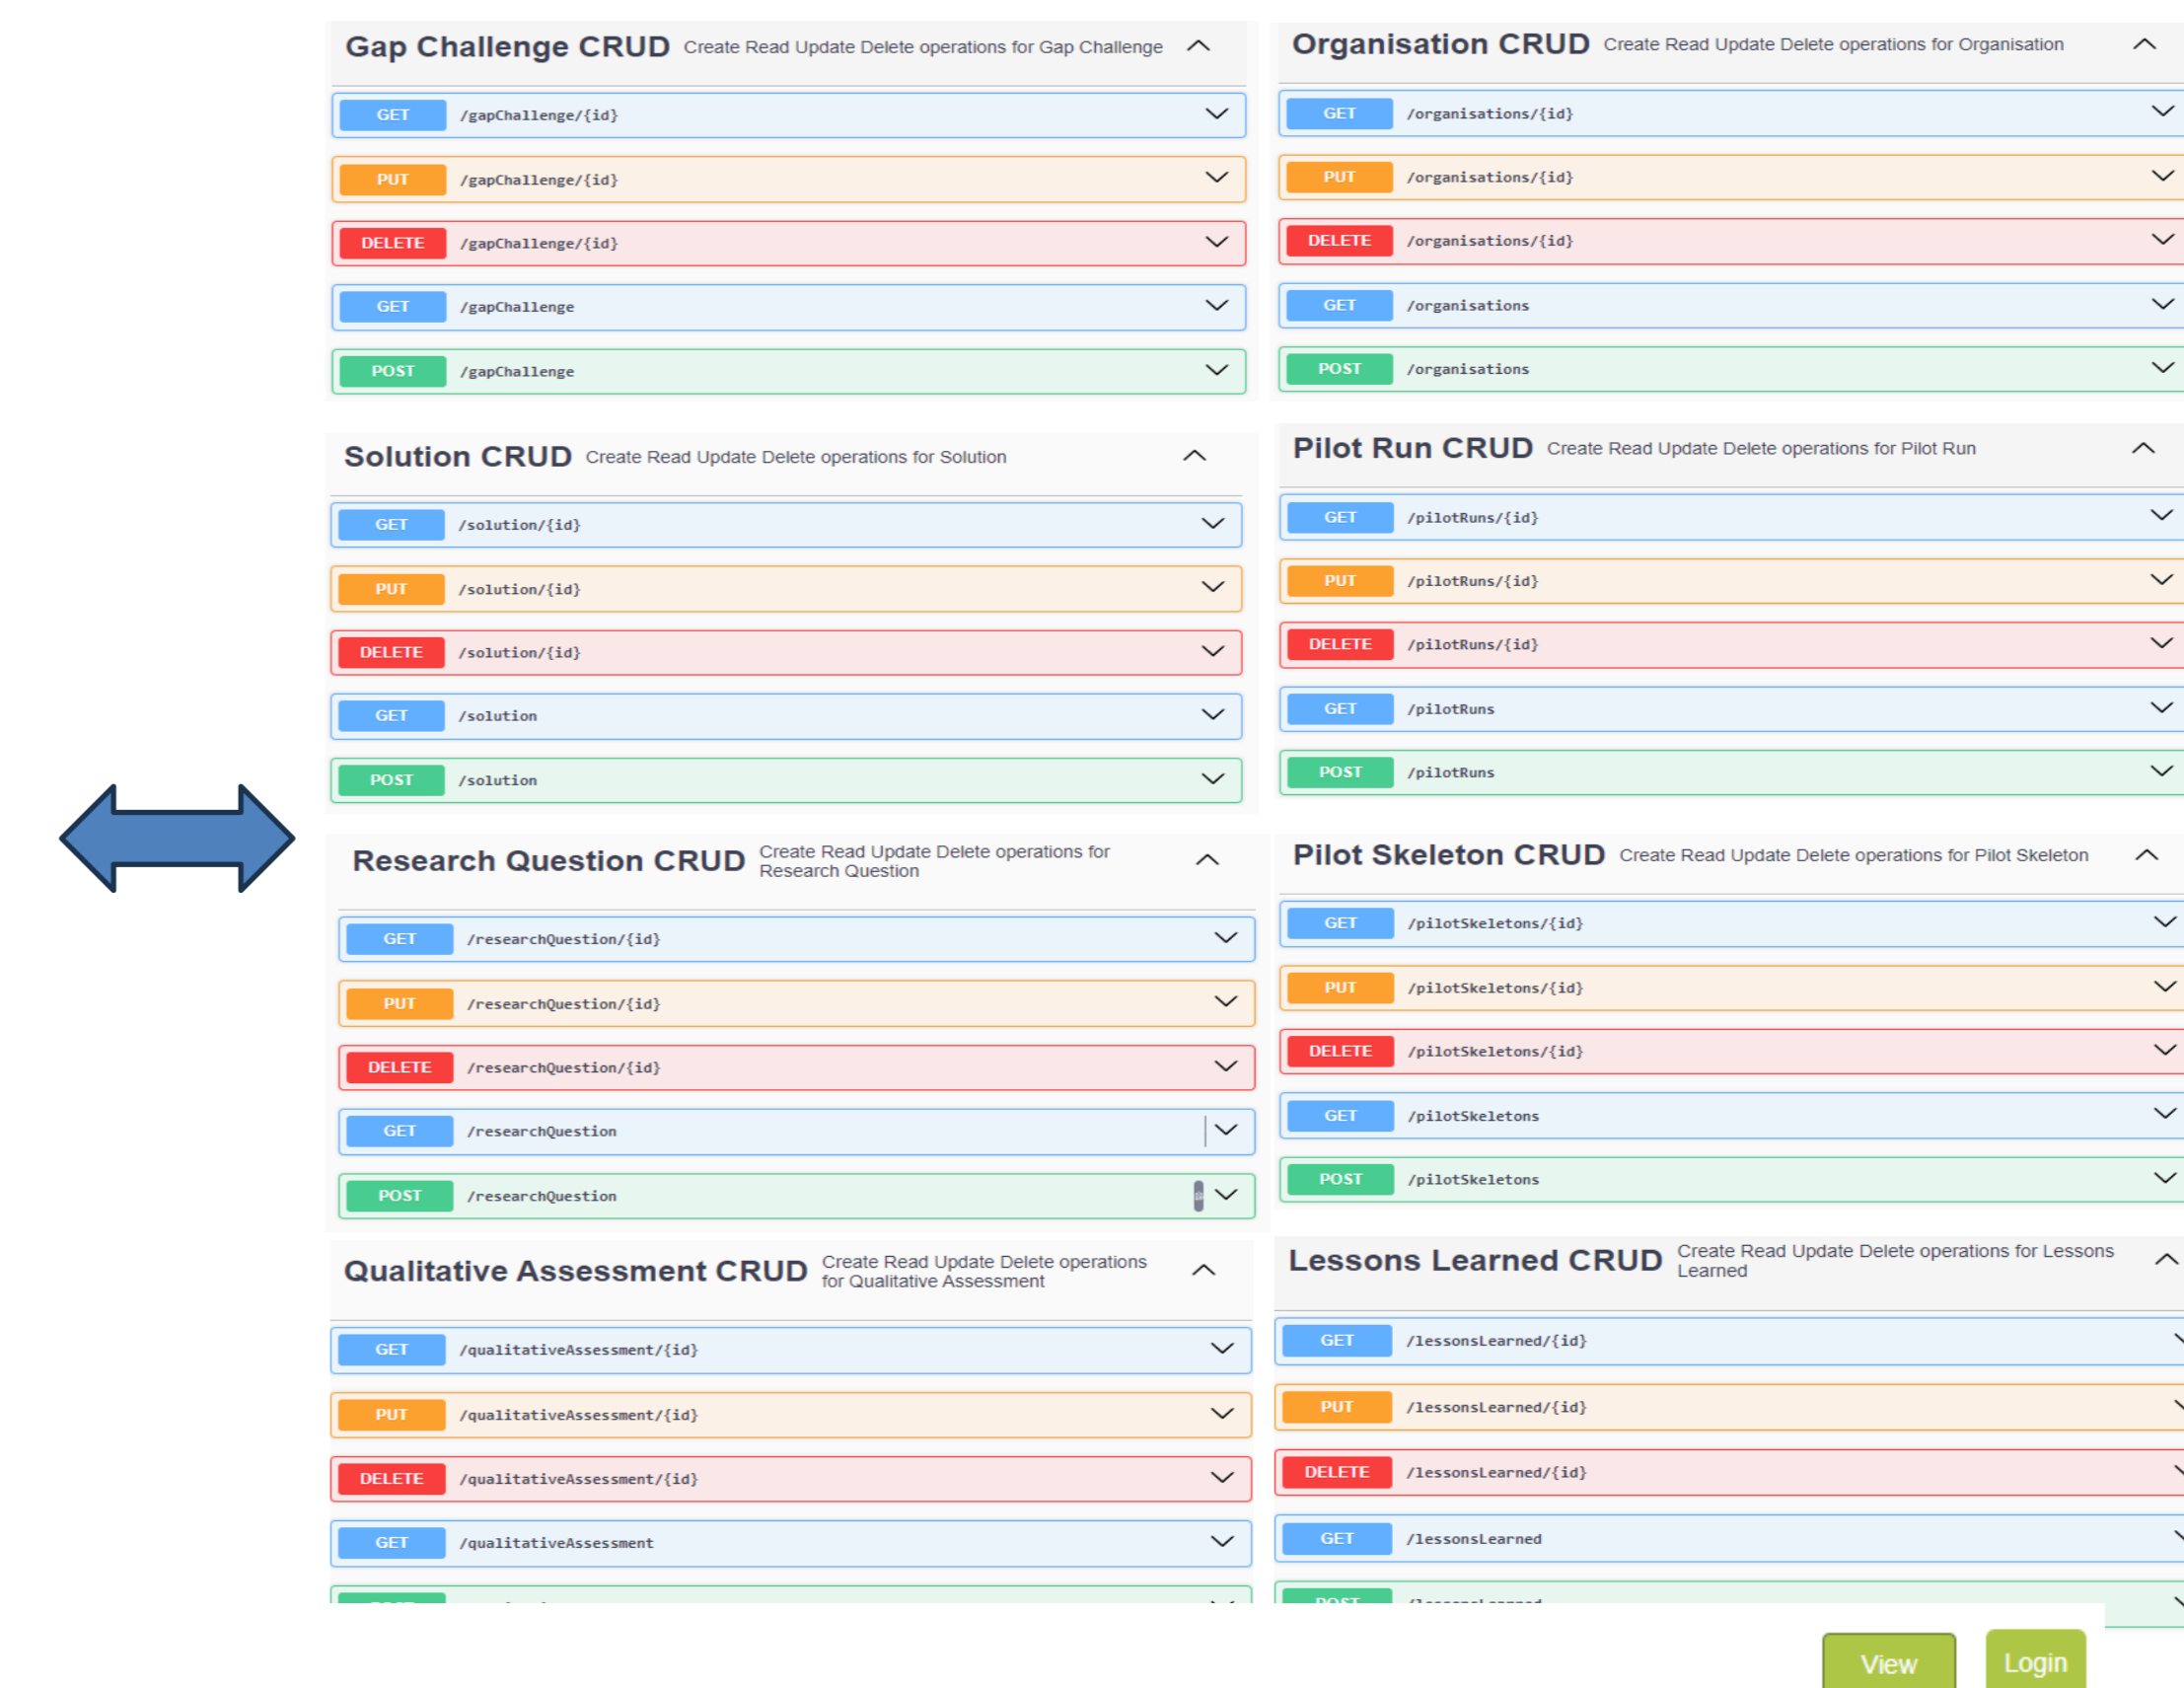 Gap Challenge CRUD Create Read Update Delete operations for Gap Challenge
GET /gapChallenge/{id}
PUT /gapChallenge/{id}
DELETE /gapChallenge/{id}
GET /gapChallenge
POST /gapChallenge
Solution CRUD Create Read Update Delete operations for Solution
GET /solution/{id}
PUT /solution/{id}
DELETE /solution/{id}
GET /solution
POST /solution
Research Question CRUD Create Read Update Delete operations for
Research Question
GET /researchQuestion/{id}
PUT /researchQuestion/{id}
DELETE /researchQuestion/{id}
GET /researchQuestion
POST /researchQuestion
Qualitative Assessment CRUD Create Read Update Delete operations
for Qualitative Assessment
GET /qualitativeAssessment/{id}
PUT /qualitativeAssessment/{id}
DELETE /qualitativeAssessment/{id}
GET /qualitativeAssessment
Organisation CRUD Create Read Update Delete operations for Organisation
GET /organisations/{id}
PUT /organisations/{id}
DELETE /organisations/{id}
GET /organisations
POST /organisations
Pilot Run CRUD Create Read Update Delete operations for Pilot Run
GET /pilotRuns/{id}
PUT /pilotRuns/{id}
DELETE /pilotRuns/{id}
GET /pilotRuns
POST /pilotRuns
Pilot Skeleton CRUD Create Read Update Delete operations for Pilot Skeleton
GET /pilotSkeletons/{id}
PUT /pilotSkeletons/{id}
DELETE /pilotSkeletons/{id}
GET /pilotSkeletons
POST /pilotSkeletons
Lessons Learned CRUD Create Read Update Delete operations for Lessons
Learned
GET /lessonsLearned/{id}
PUT /lessonsLearned/{id}
DELETE /lessonsLearned/{id}
GET /lessonsLearned
POST /lessonsLearned
View
Login